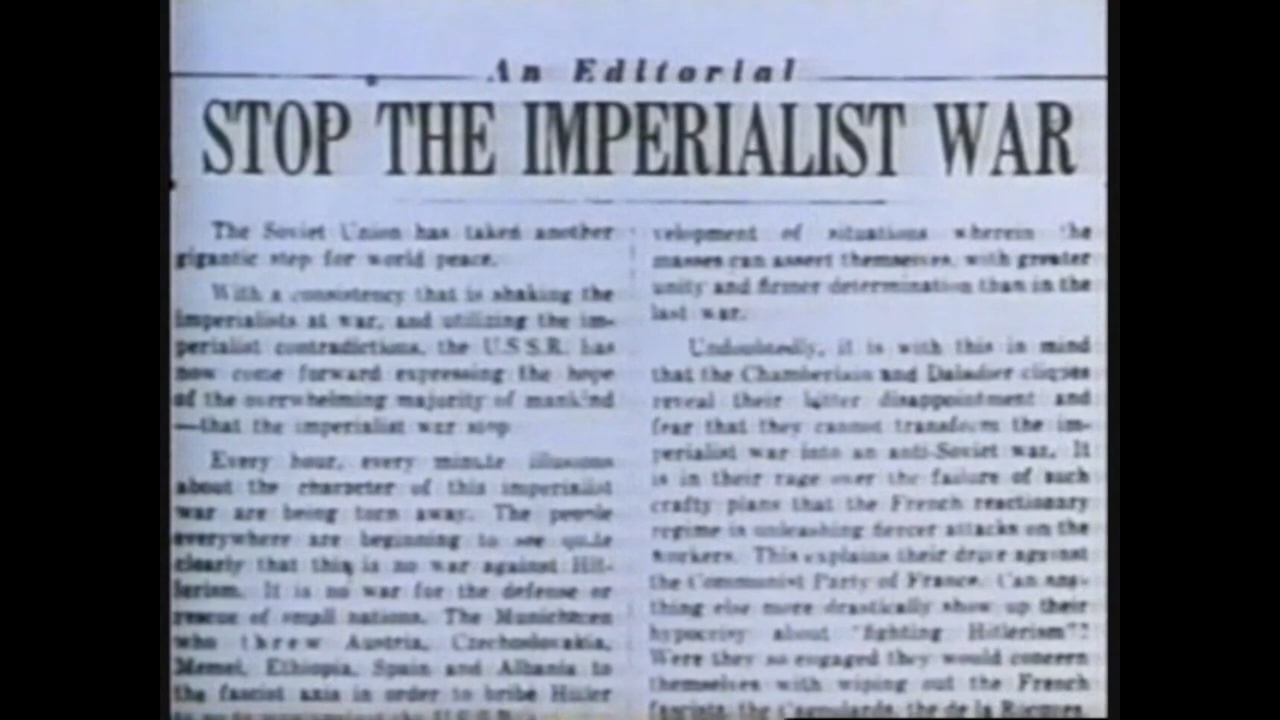 An Editorial
STOP THE IMPERIALIST WAR
The Soviet Union has taken another
gigantic step for world peace.
With a consistency that is shaking the
imperialists at war, and utilizing the im-
perialist contradictions, the U.S.S.R. has
now come forward expressing the hope
of the overwhelming majority of mankind
—that the imperialist war stop
Every hour, every minute illusions
about the character of this imperialist
war are being torn away. The people
everywhere are beginning to see quite
clearly that this is no war against Hit-
lerism. It is no war for the defense or
rescue of small nations. The Munichmen
who threw Austria, Czechoslovakia,
Memel, Ethiopia, Spain and Albania to
the fascist axis in order to bribe Hitler
velopment of situations wherein the
masses can assert themselves, with greater
unity and firmer determination than in the
last war.
Undoubtedly, it is with this in mind
that the Chamberlain and Daladier cliques
reveal their bitter disappointment and
fear that they cannot transform the im-
perialist war into an anti-Soviet war. It
is in their rage over the failure of such
crafty plans that the French reactionary
regime is unleashing fiercer attacks on the
workers. This explains their drive against
the Communist Party of France. Can any-
thing else more drastically show up their
hypocrisy about "fighting Hitlerism"?
Were they so engaged they would concern
themselves with wiping out the French
fascists, the Cagoulards, the de la Rocques,